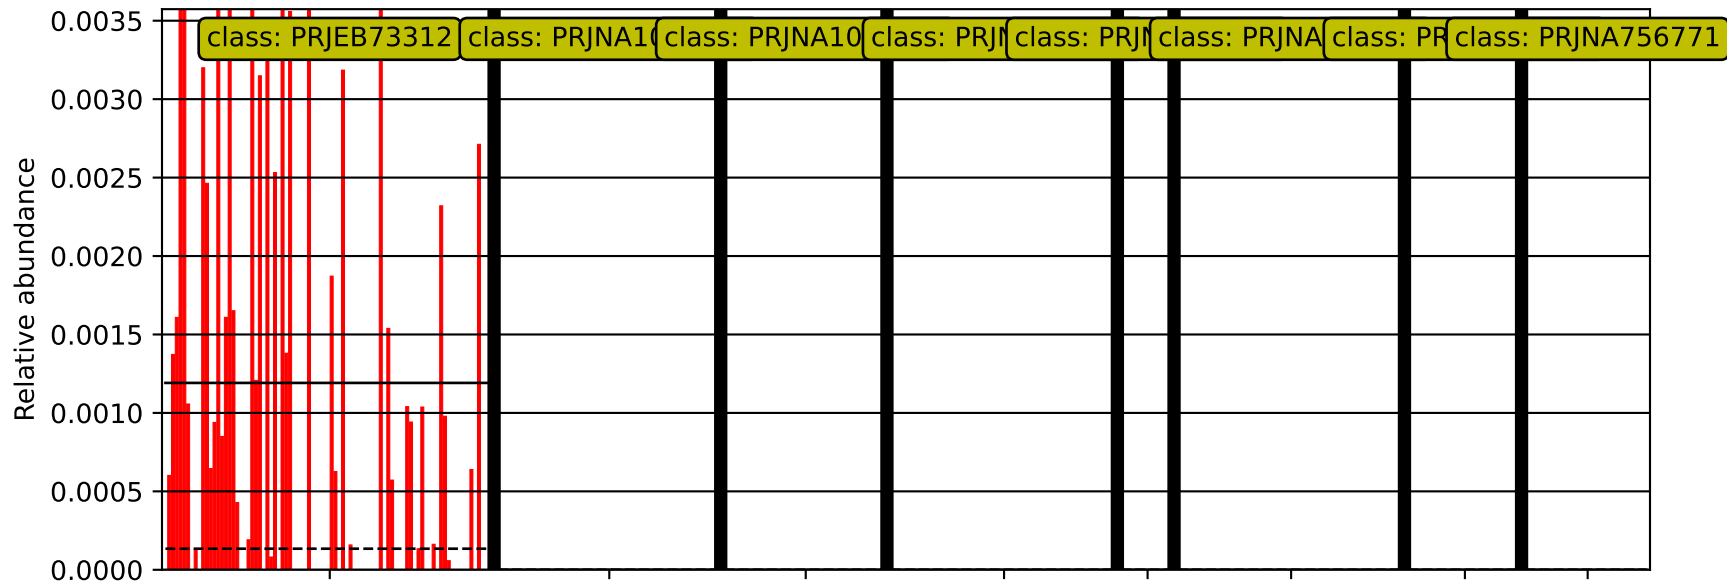 0.0035
class: PRJEB73312
class: PRJNA10
class: PRJNA10
class: PRJN
class: PRJN
class: PRJNA
class: PR
class: PRJNA756771
0.0030
0.0025
0.0020
0.0015
0.0010
0.0005
0.0000
Relative abundance